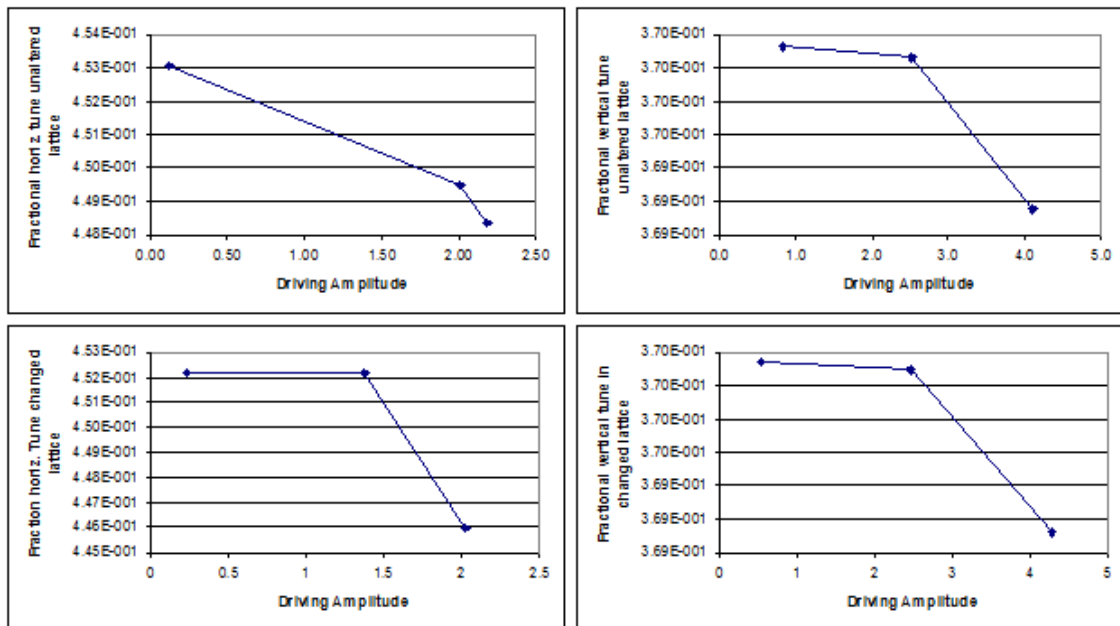 Fractional horiz. tune unaltered
lattice
4.54E-001
4.53E-001
4.52E-001
4.51E-001
4.50E-001
4.49E-001
4.48E-001
0.00 0.50 1.00 1.50 2.00 2.50
Driving Amplitude
Fractional vertical tune
unaltered lattice
3.70E-001
3.70E-001
3.70E-001
3.70E-001
3.69E-001
3.69E-001
3.69E-001
0.0 1.0 2.0 3.0 4.0 5.0
Driving Amplitude
Fraction horiz. Tune changed
lattice
4.53E-001
4.52E-001
4.51E-001
4.50E-001
4.49E-001
4.48E-001
4.47E-001
4.46E-001
4.45E-001
0 0.5 1 1.5 2 2.5
Driving Amplitude
Fractional vertical tune in
changed lattice
3.70E-001
3.70E-001
3.70E-001
3.70E-001
3.69E-001
3.69E-001
3.69E-001
0 1 2 3 4 5
Driving Amplitude